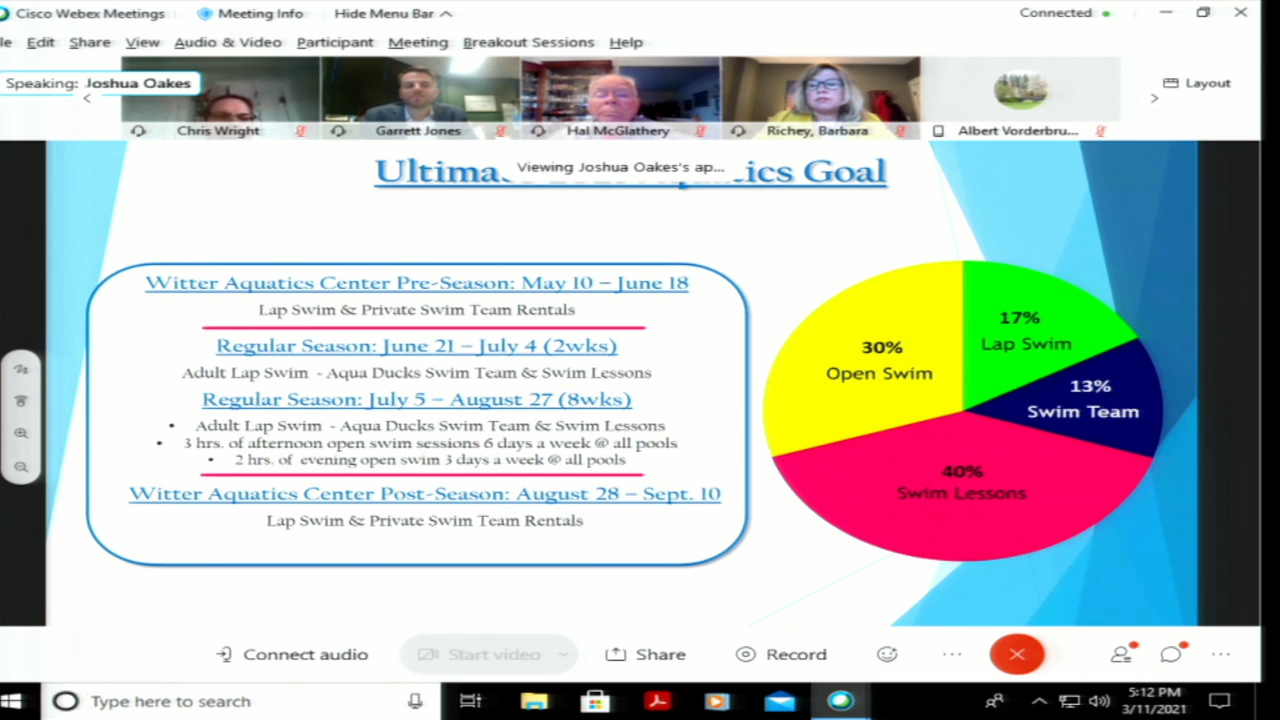 Cisco Webex Meetings
Meeting Info
Hide Menu Bar
Connected
le Edit Share View Audio & Video Participant Meeting Breakout Sessions Help
Speaking: Joshua Oakes
Layout
Chris Wright
Garrett Jones
Hal McGlathery
Richey, Barbara
Albert Vorderbru...
Viewing Joshua Oakes's ap...
Ultima
ics Goal
Witter Aquatics Center Pre-Season: May 10 – June 18
Lap Swim & Private Swim Team Rentals
Regular Season: June 21 – July 4 (2wks)
Adult Lap Swim - Aqua Ducks Swim Team & Swim Lessons
Regular Season: July 5 – August 27 (8wks)
• Adult Lap Swim - Aqua Ducks Swim Team & Swim Lessons
• 3 hrs. of afternoon open swim sessions 6 days a week @ all pools
• 2 hrs. of evening open swim 3 days a week @ all pools
Witter Aquatics Center Post-Season: August 28 – Sept. 10
Lap Swim & Private Swim Team Rentals
17%
Lap Swim
30%
Open Swim
13%
Swim Team
40%
Swim Lessons
Connect audio
Start video
Share
Record
Type here to search
5:12 PM
3/11/2021